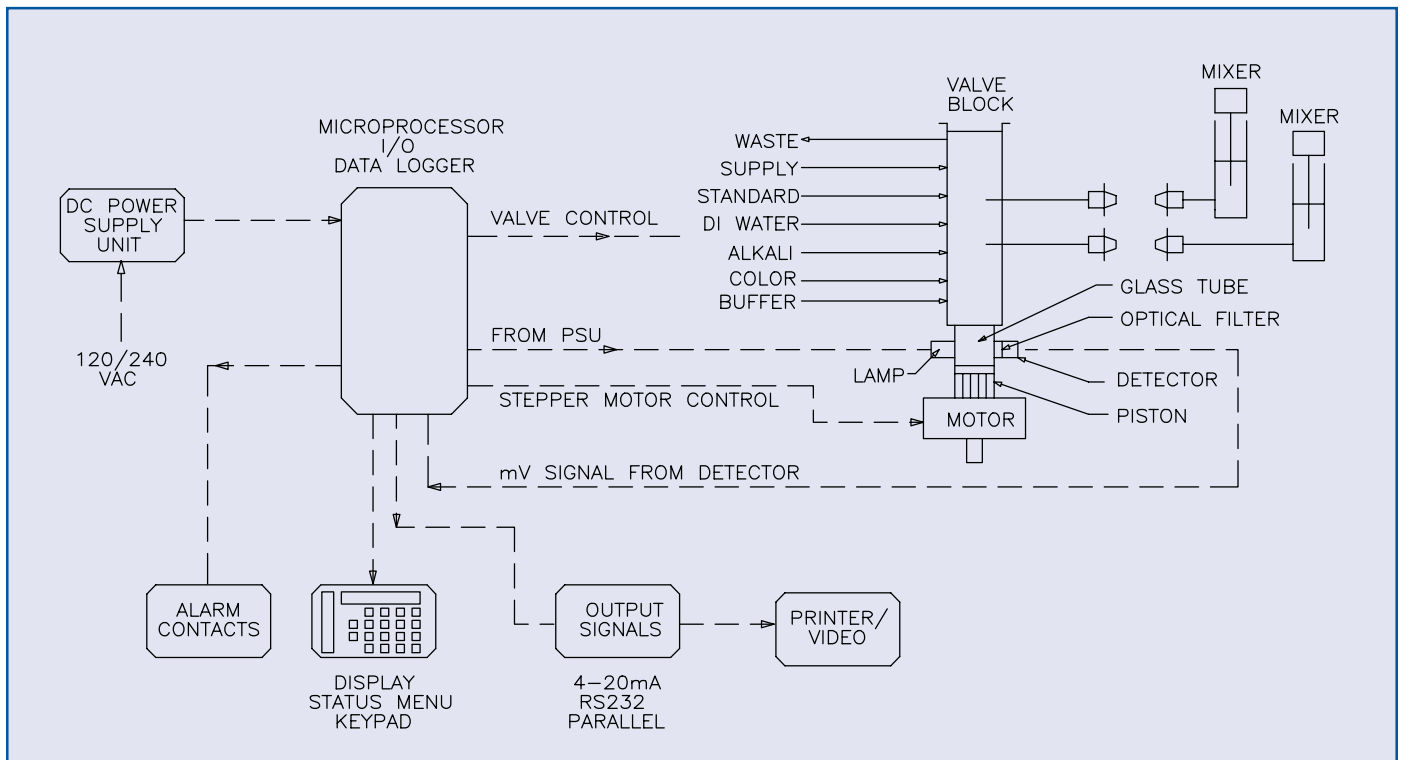 MIXER
MIXER
VALVE
BLOCK
MICROPROCESSOR
I/O
DATA LOGGER
WASTE
SUPPLY
STANDARD
DI WATER
ALKALI
COLOR
BUFFER
DC POWER
SUPPLY
UNIT
VALVE CONTROL
GLASS TUBE
OPTICAL FILTER
FROM PSU
120/240
VAC
LAMP
DETECTOR
STEPPER MOTOR CONTROL
PISTON
MOTOR
mV SIGNAL FROM DETECTOR
ALARM
CONTACTS
OUTPUT
SIGNALS
PRINTER/
VIDEO
DISPLAY
STATUS MENU
KEYPAD
4-20mA
RS232
PARALLEL